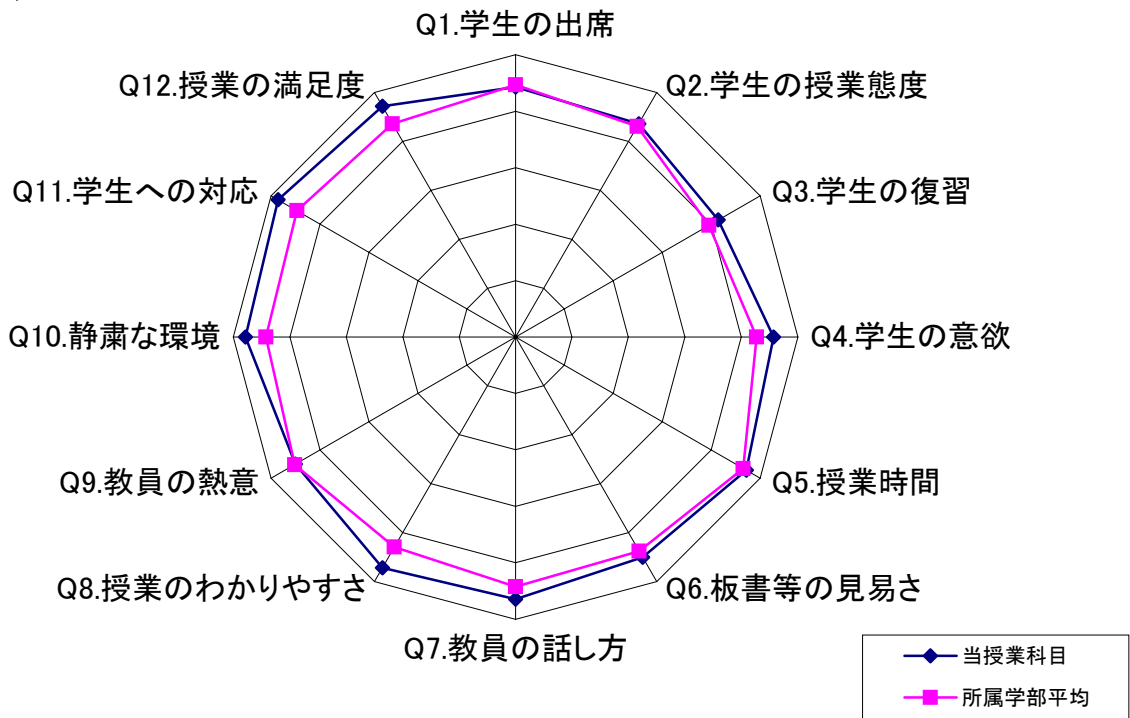 Q1.学生の出席
Q2.学生の授業態度
Q3.学生の復習
Q4.学生の意欲
Q5.授業時間
Q6.板書等の見易さ
Q7.教員の話し方
Q8.授業のわかりやすさ
Q9.教員の熱意
Q10.静粛な環境
Q11.学生への対応
Q12.授業の満足度
当授業科目
所属学部平均